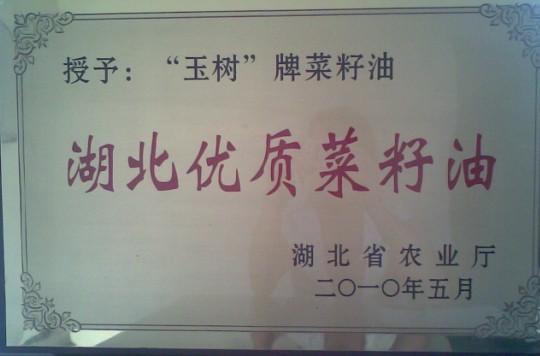 授予：“玉树”牌菜籽油
湖北优质菜籽油
湖北省农业厅
二〇一〇年五月